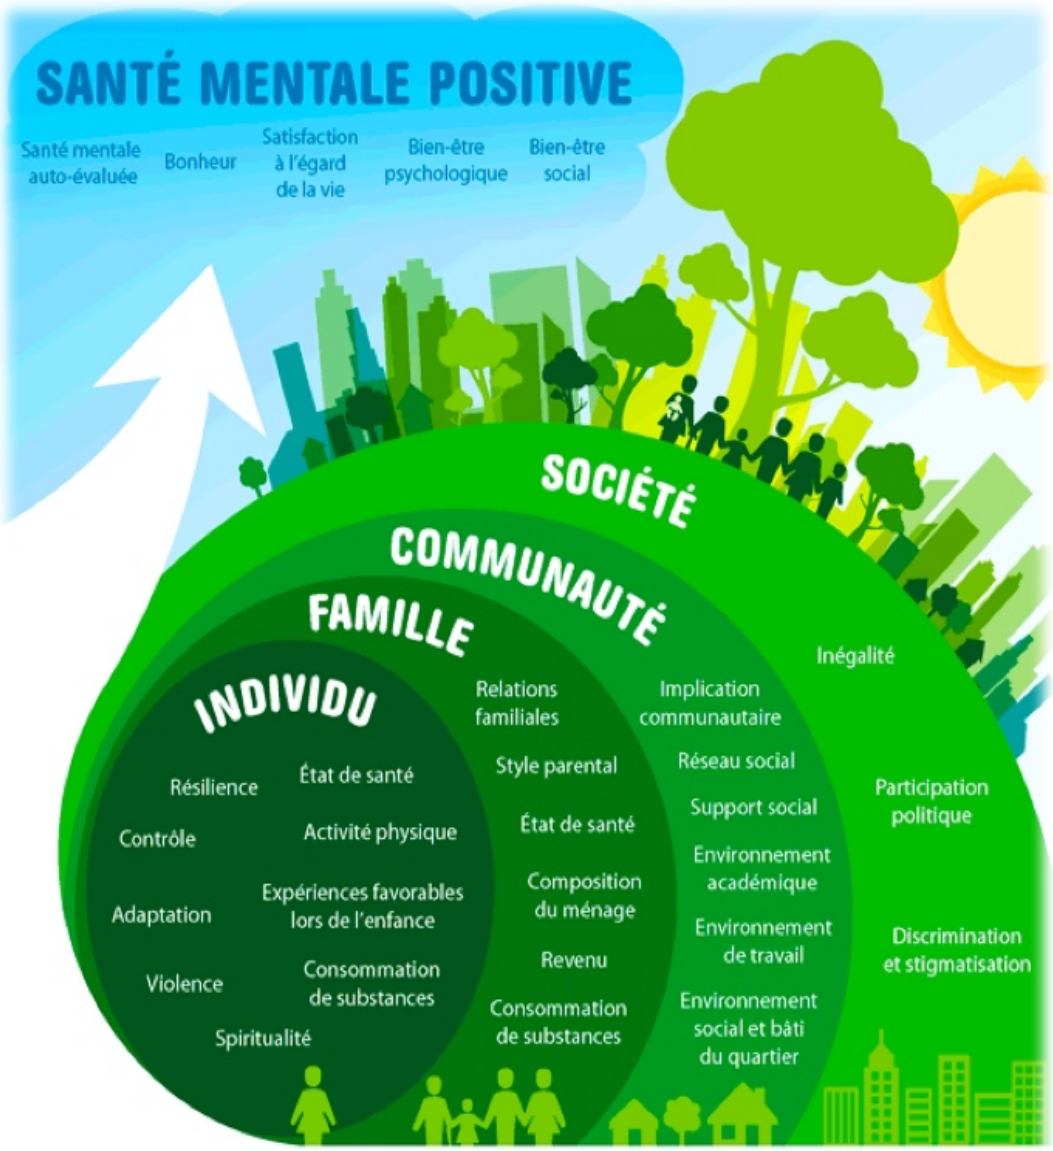 SANTÉ MENTALE POSITIVE
Santé mentale
auto-évaluée
Bonheur
Satisfaction
à l'égard
de la vie
Bien-être
psychologique
Bien-être
social
SOCIÉTÉ
Inégalité
Participation
politique
Discrimination
et stigmatisation
COMMUNAUTÉ
Implication
communautaire
Réseau social
Support social
Environnement
académique
Environnement
de travail
Environnement
social et bâti
du quartier
FAMILLE
Relations
familiales
Style parental
État de santé
Composition
du ménage
Revenu
Consommation
de substances
INDIVIDU
Résilience
Contrôle
Adaptation
Violence
Spiritualité
État de santé
Activité physique
Expériences favorables
lors de l'enfance
Consommation
de substances